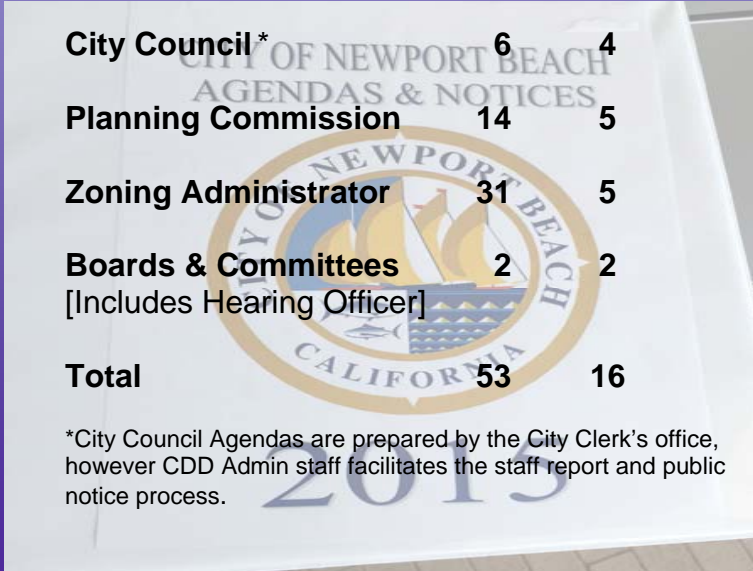 City Council* 6 4
CITY OF NEWPORT BEACH
AGENDAS & NOTICES
Planning Commission 14 5
Zoning Administrator 31 5
Boards & Committees 2 2
[Includes Hearing Officer]
Total 53 16
CITY OF NEWPORT BEACH
CALIFORNIA
*City Council Agendas are prepared by the City Clerk's office,
however CDD Admin staff facilitates the staff report and public
notice process.
2015